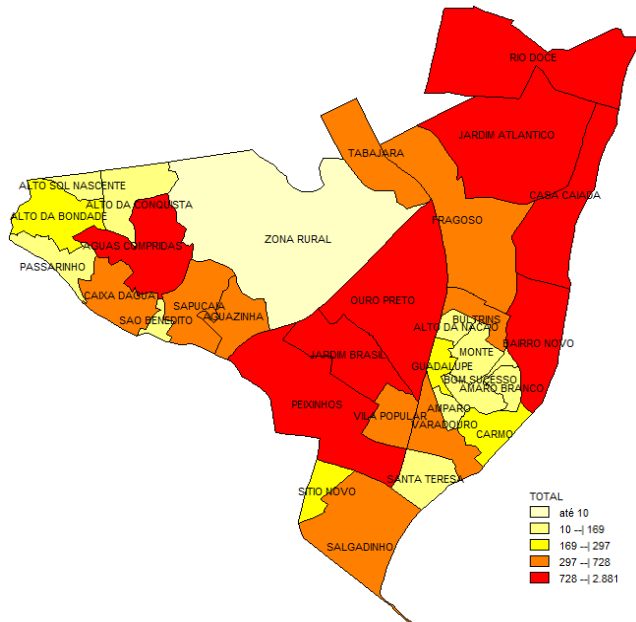 RIO DOCE
JARDIM ATLANTICO
TABAJARA
ALTO SOL NASCENTE
CASA CAIADA
ALTO DA CONQUISTA
ALTO DA BONDADE
FRAGOSO
ZONA RURAL
AGUAS COMPRIDAS
PASSARINHO
CAIXA DAGUA
OURO PRETO
SAPUCAIA
SAO BENEDITO
AGUAZINHA
BULTRINS
ALTO DA NACAO
BAIRRO NOVO
MONTE
JARDIM BRASIL
GUADALUPE
BOM SUCESSO
AMARO BRANCO
PEIXINHOS
AMPARO
VILA POPULAR
VARADOURO
CARMO
SANTA TERESA
SITIO NOVO
SALGADINHO
TOTAL
até 10
10 --| 169
169 --| 297
297 --| 728
728 --| 2.881